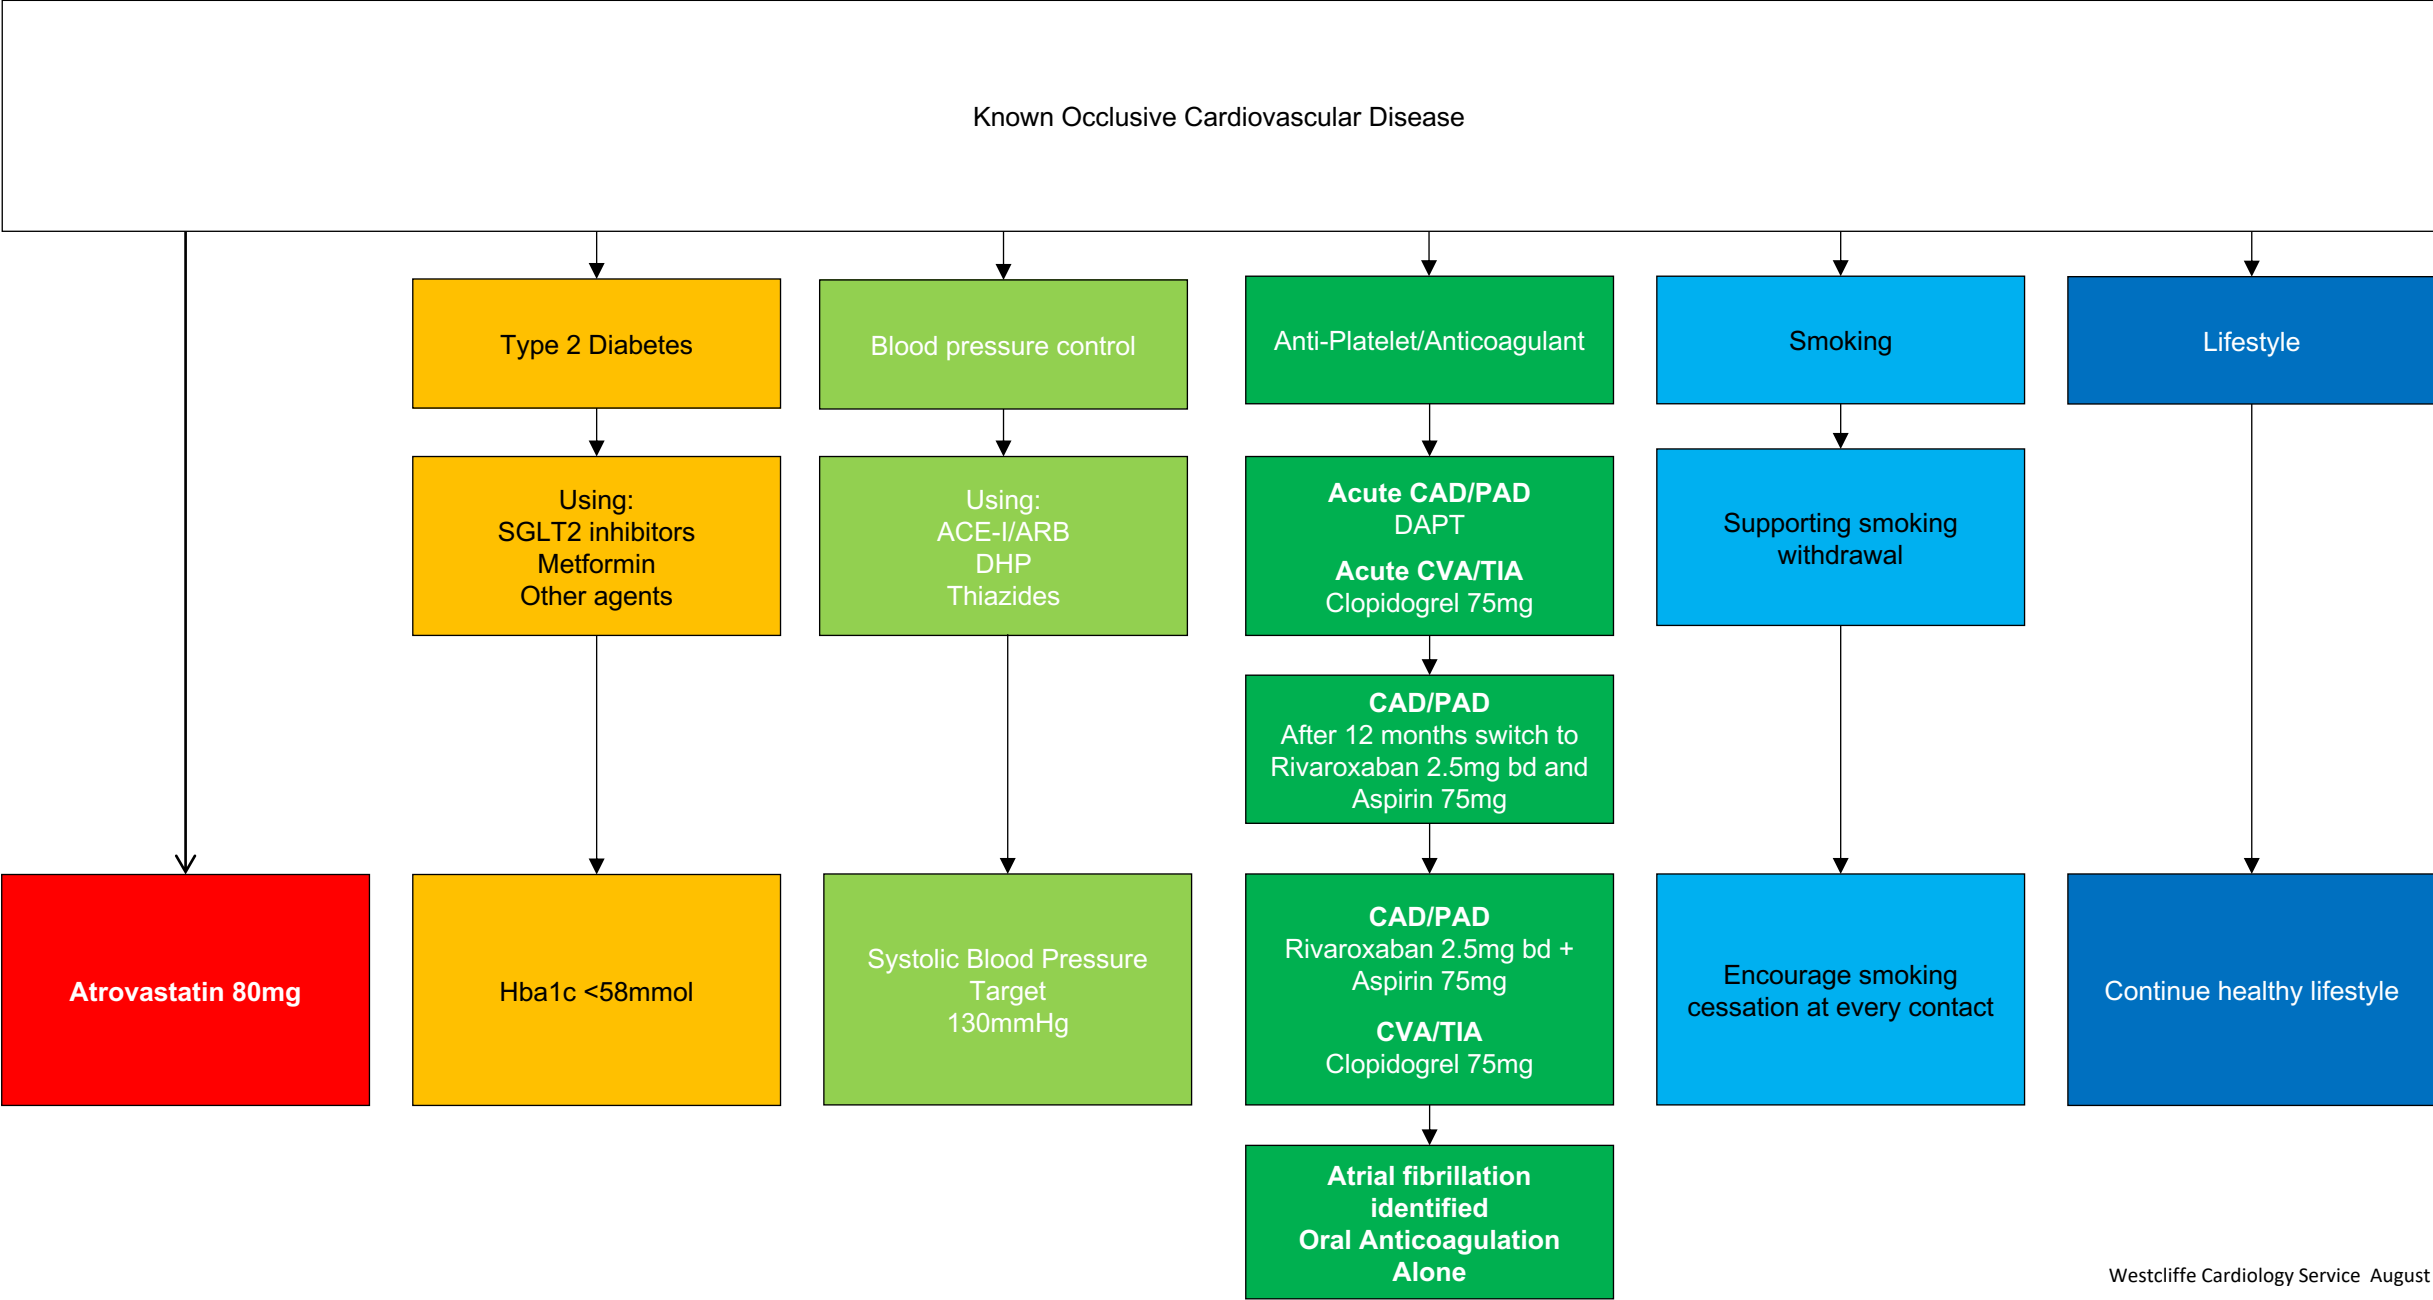 Known Occlusive Cardiovascular Disease
Type 2 Diabetes
Blood pressure control
Anti-Platelet/Anticoagulant
Smoking
Lifestyle
Using:
SGLT2 inhibitors
Metformin
Other agents
Using:
ACE-I/ARB
DHP
Thiazides
Acute CAD/PAD
DAPT
Acute CVA/TIA
Clopidogrel 75mg
Supporting smoking
withdrawal
CAD/PAD
After 12 months switch to
Rivaroxaban 2.5mg bd and
Aspirin 75mg
Atrovastatin 80mg
Hba1c <58mmol
Systolic Blood Pressure
Target
130mmHg
CAD/PAD
Rivaroxaban 2.5mg bd +
Aspirin 75mg
CVA/TIA
Clopidogrel 75mg
Encourage smoking
cessation at every contact
Continue healthy lifestyle
Atrial fibrillation
identified
Oral Anticoagulation
Alone
Westcliffe Cardiology Service August